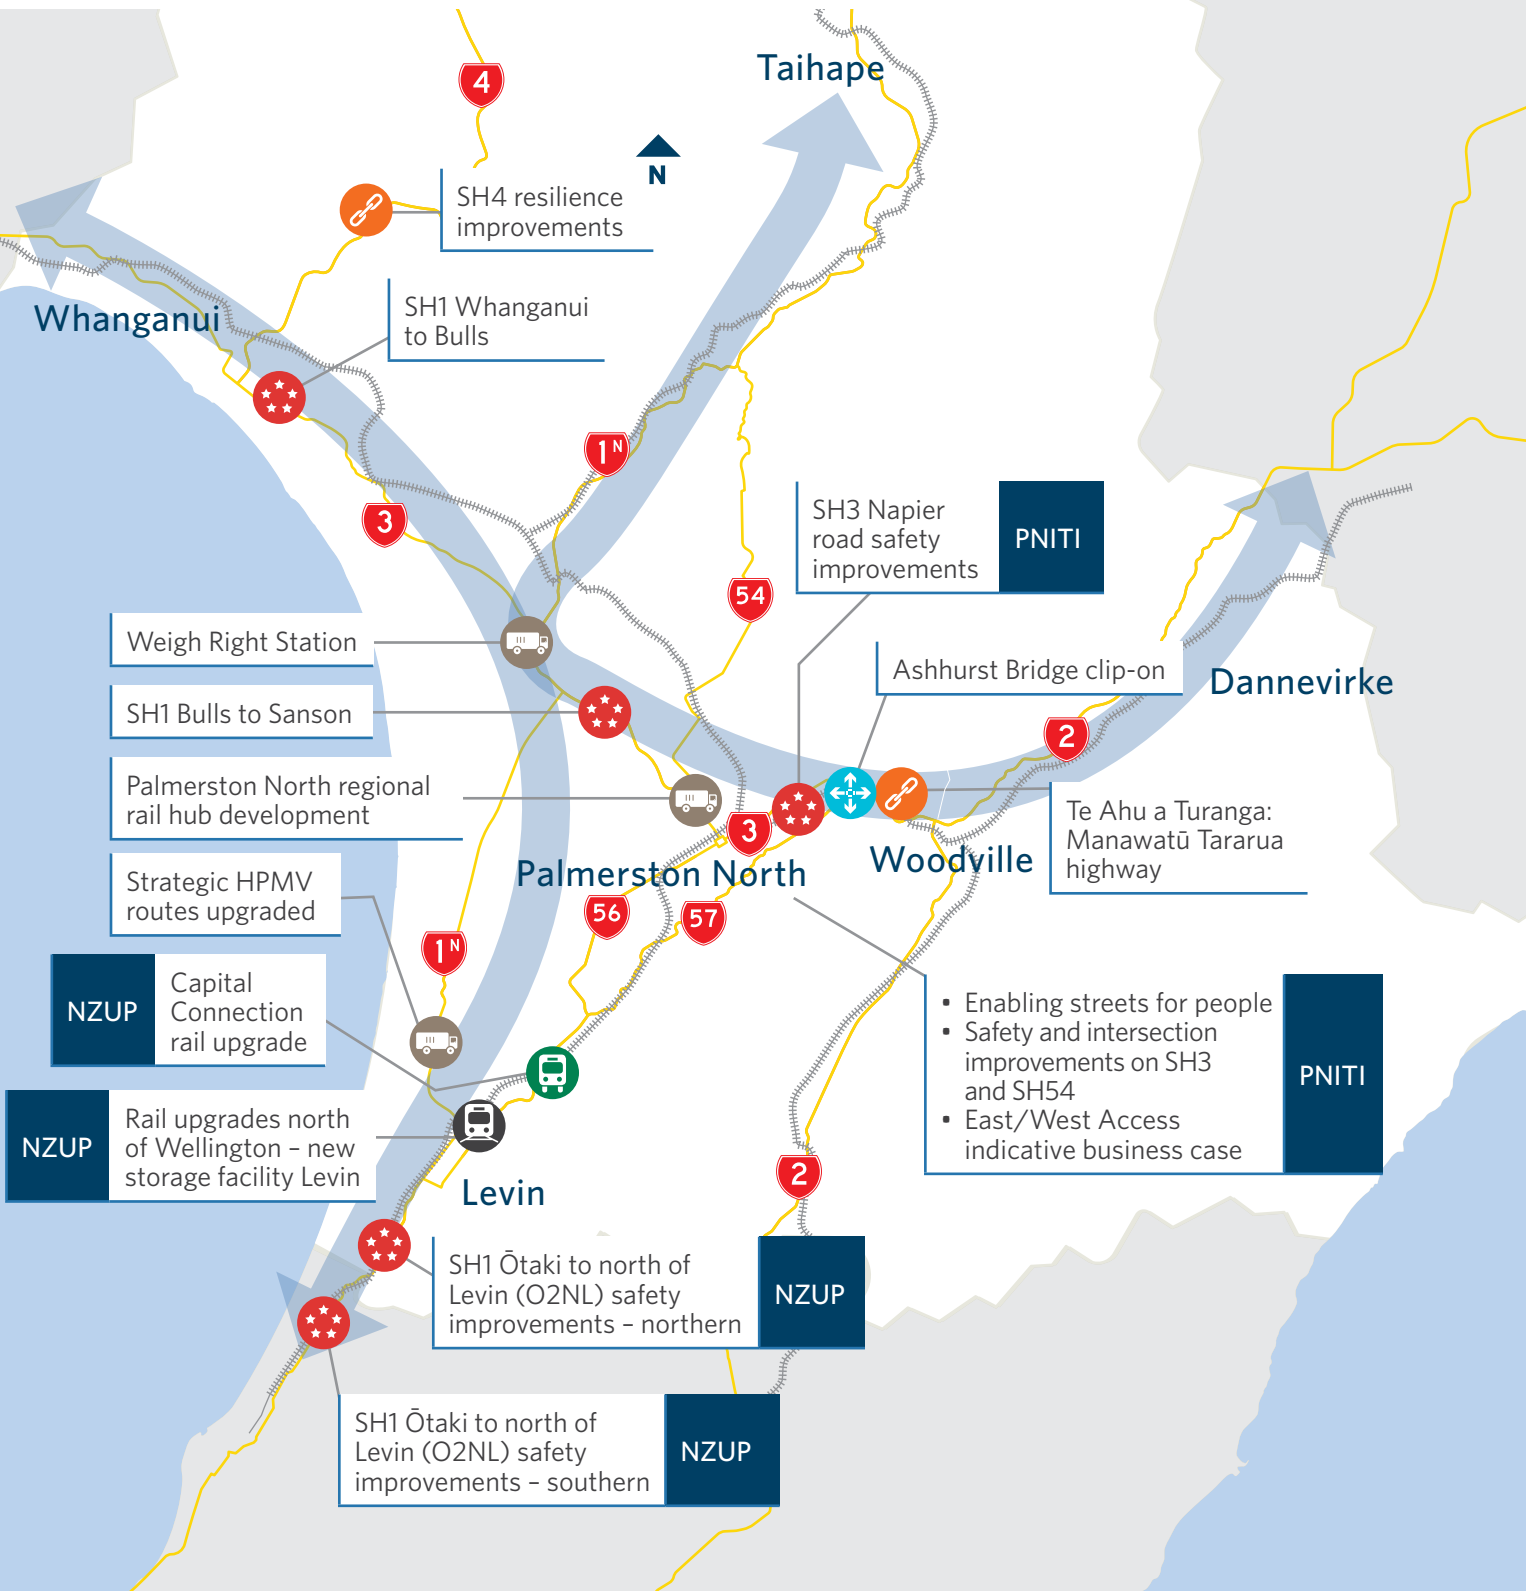 Taihape
4
N
SH4 resilience
improvements
SH1 Whanganui
to Bulls
Whanganui
1N
3
SH3 Napier
road safety
improvements
PNITI
54
Weigh Right Station
Ashhurst Bridge clip-on
Dannevirke
SH1 Bulls to Sanson
2
Palmerston North regional
rail hub development
3
Te Ahu a Turanga:
Manawatū Tararua
highway
Palmerston North
Woodville
Strategic HPMV
routes upgraded
56
57
1N
NZUP
Capital
Connection
rail upgrade
• Enabling streets for people
• Safety and intersection
improvements on SH3
and SH54
• East/West Access
indicative business case
PNITI
NZUP
Rail upgrades north
of Wellington – new
storage facility Levin
2
Levin
SH1 Ōtaki to north of
Levin (O2NL) safety
improvements – northern
NZUP
SH1 Ōtaki to north of
Levin (O2NL) safety
improvements – southern
NZUP